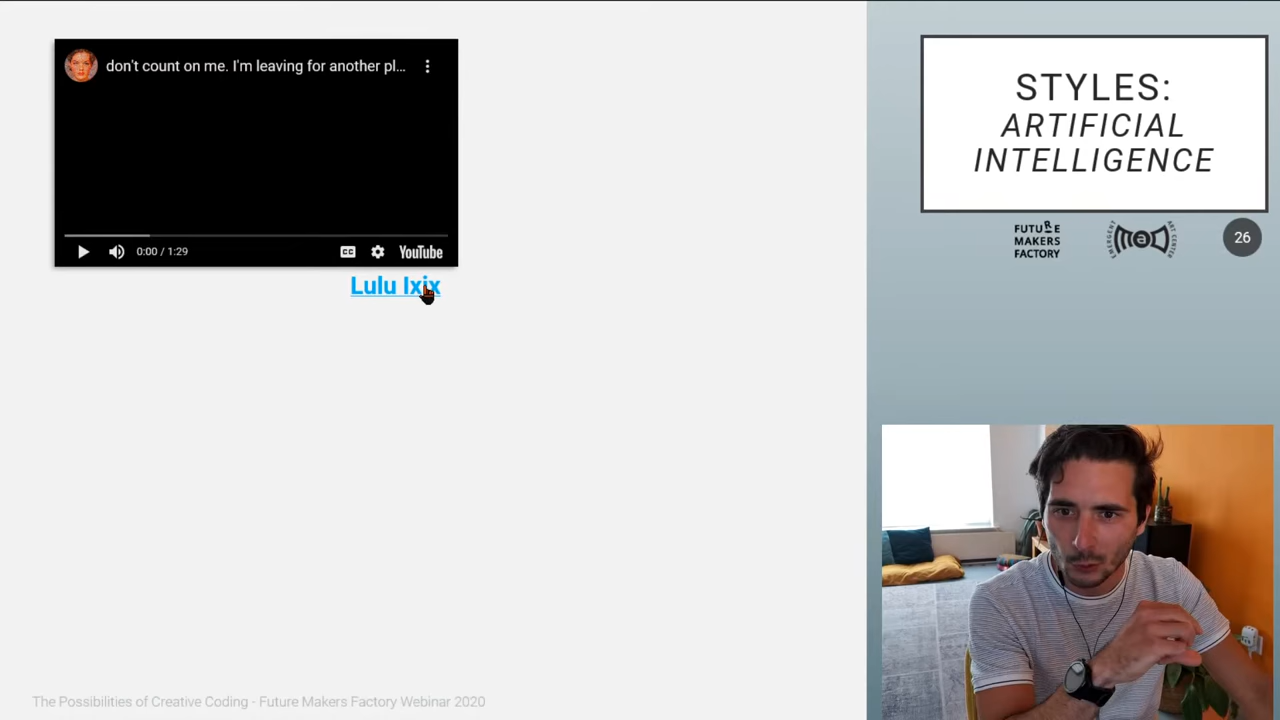 don't count on me. I'm leaving for another pl...
0:00 / 1:29
CC
YouTube
Lulu Ixix
STYLES:
ARTIFICIAL
INTELLIGENCE
FUTURE
MAKERS
FACTORY
26
The Possibilities of Creative Coding - Future Makers Factory Webinar 2020